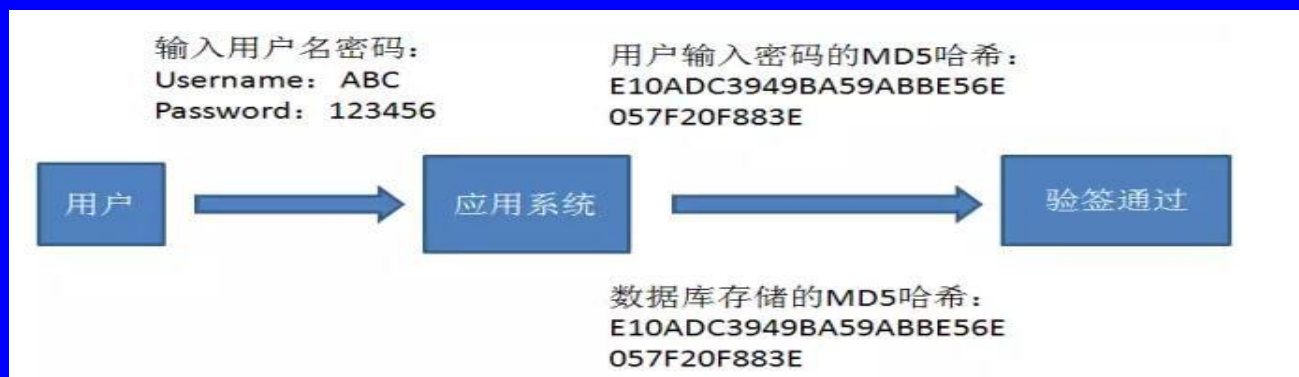 输入用户名密码：
Username： ABC
Password： 123456
用户输入密码的MD5哈希：
E10ADC3949BA59ABBE56E
057F20F883E
用户
应用系统
验签通过
数据库存储的MD5哈希：
E10ADC3949BA59ABBE56E
057F20F883E